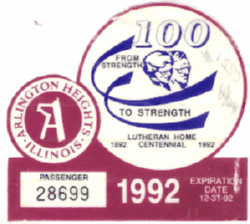 100
FROM
STRENGTH
TO STRENGTH
LUTHERAN HOME
1892 CENTENNIAL 1992
ARLINGTON HEIGHTS
ILLINOIS
A
PASSENGER
28699
1992
EXPIRATION
DATE
12-31-92